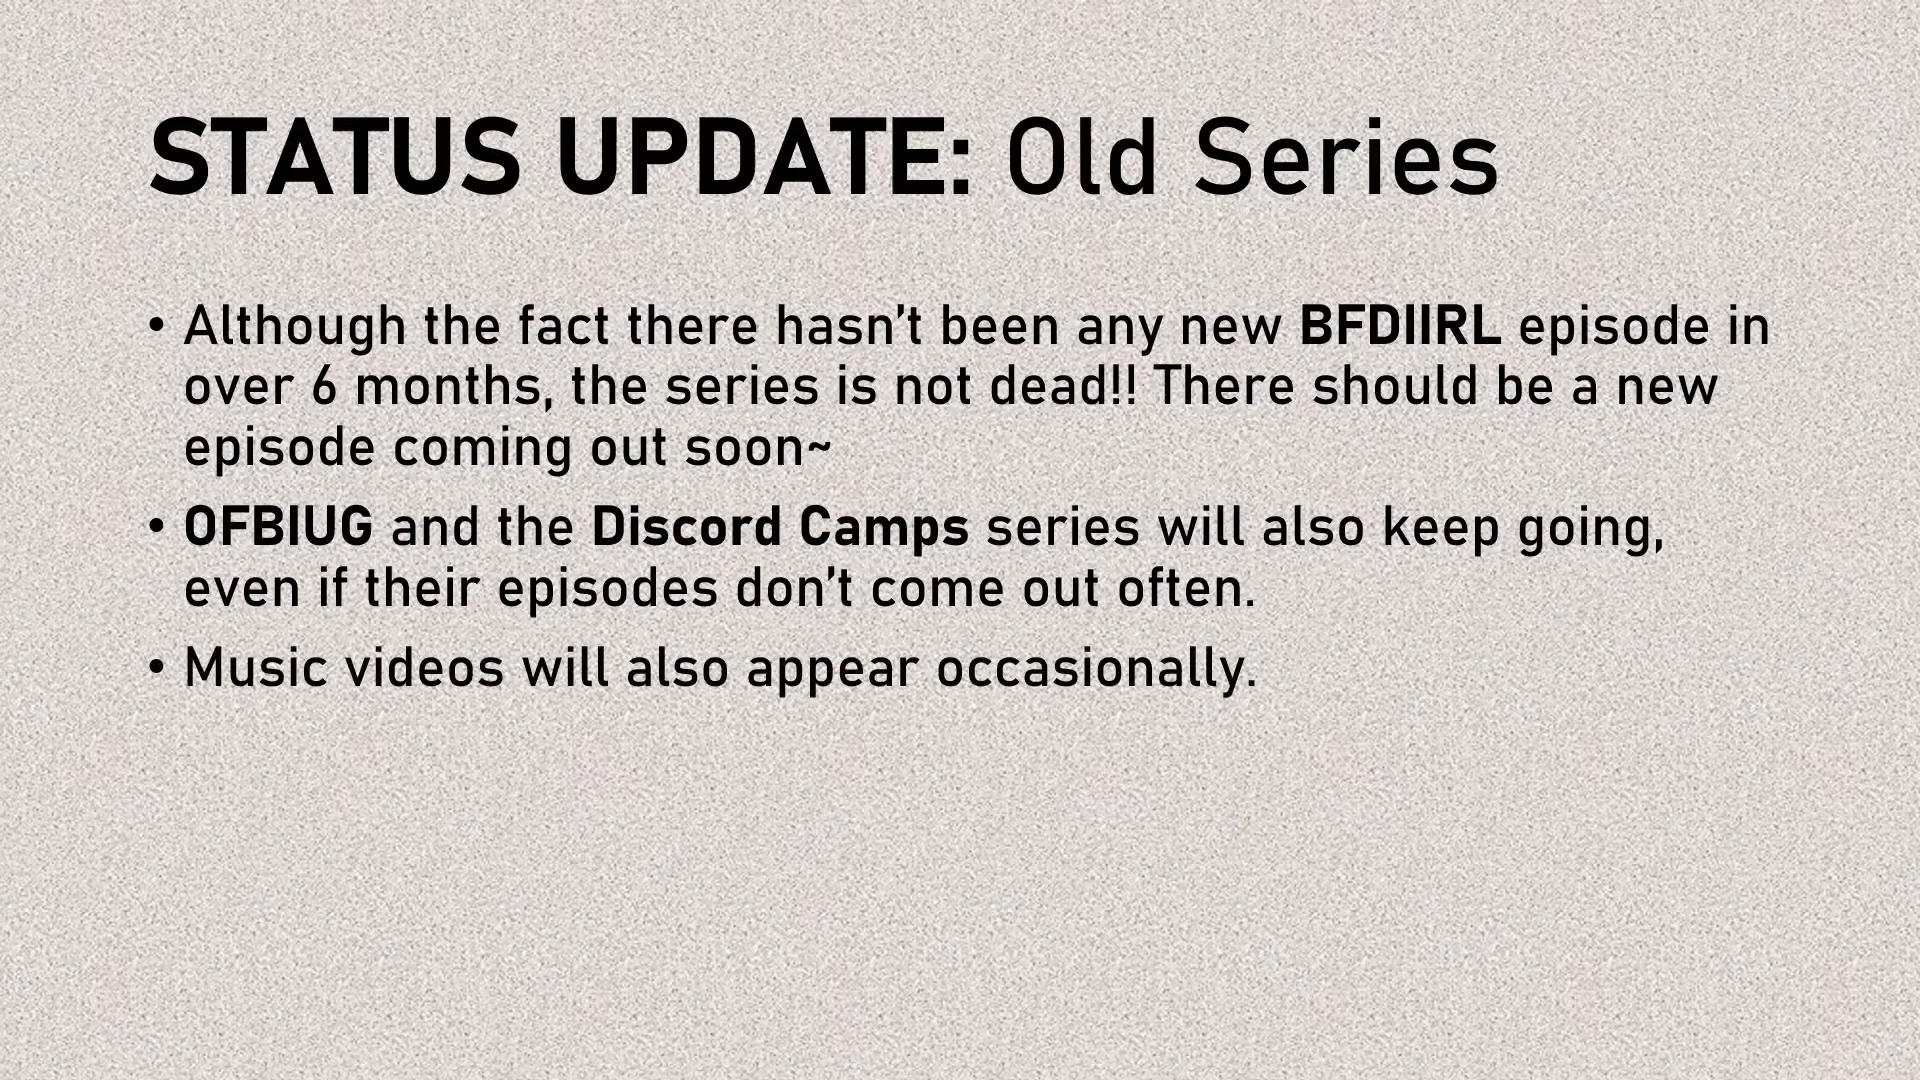 STATUS UPDATE: Old Series
• Although the fact there hasn’t been any new BFDIIRL episode in
over 6 months, the series is not dead!! There should be a new
episode coming out soon~
• OFBIUG and the Discord Camps series will also keep going,
even if their episodes don’t come out often.
• Music videos will also appear occasionally.